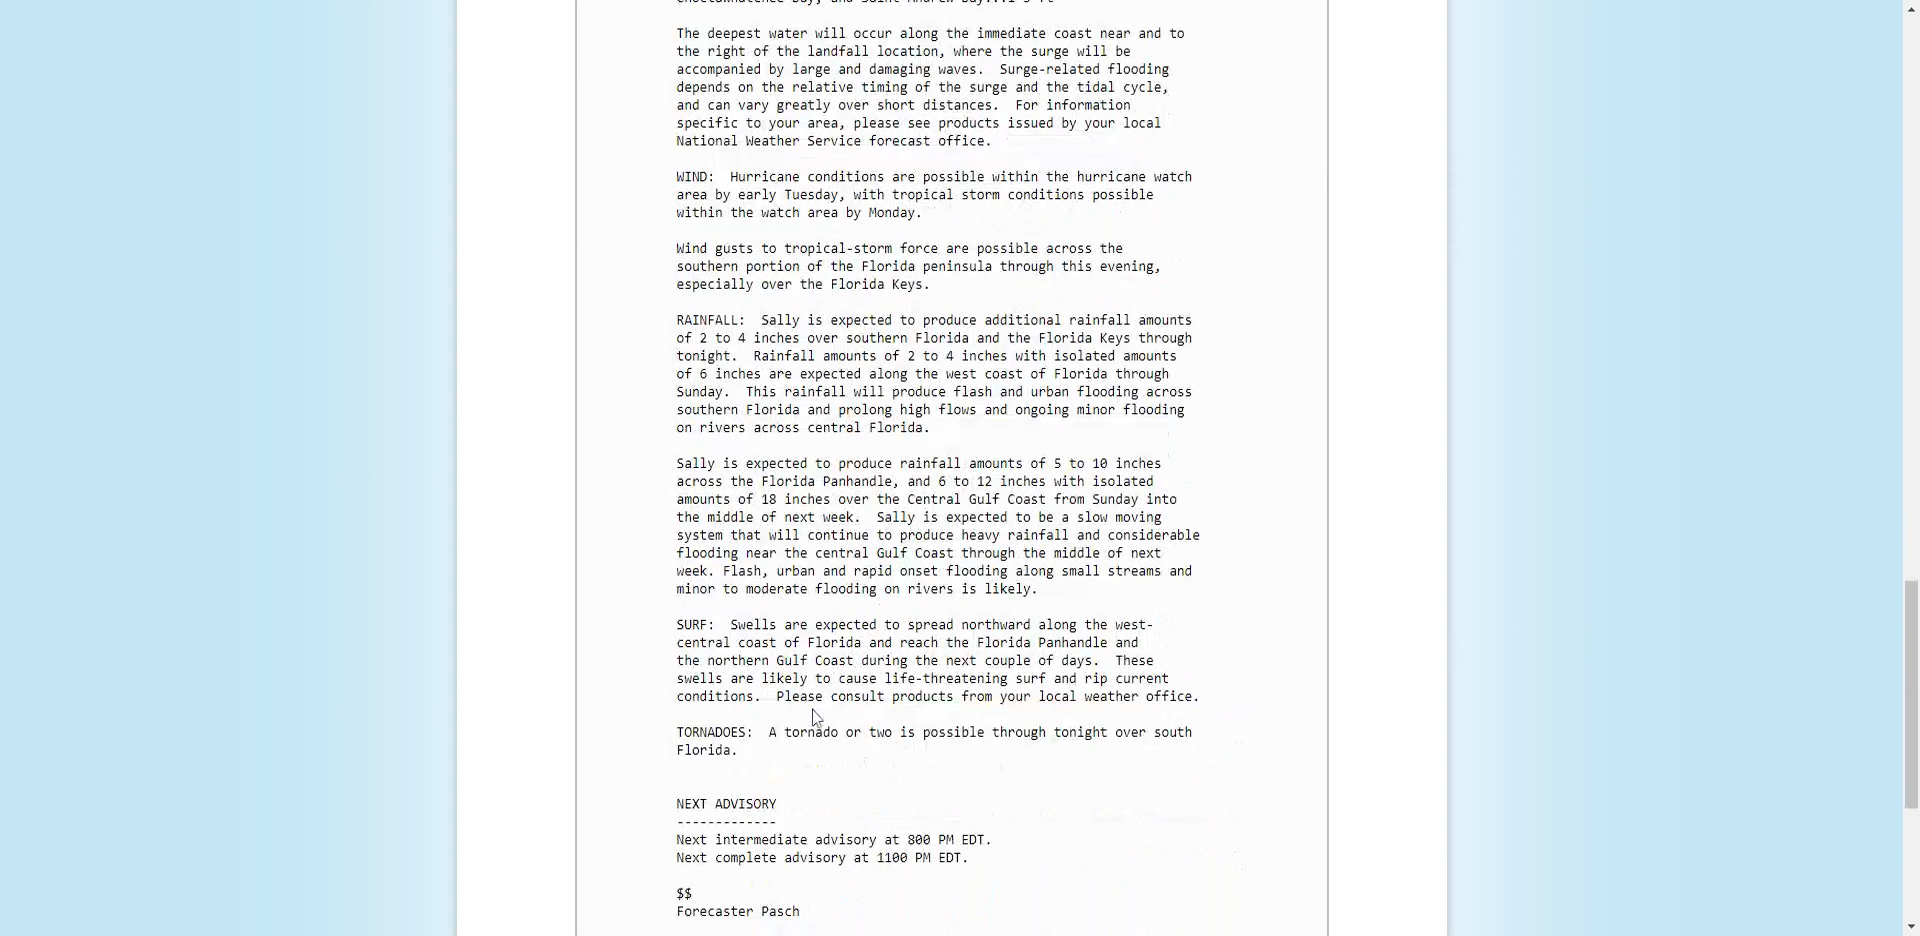 The deepest water will occur along the immediate coast near and to
the right of the landfall location, where the surge will be
accompanied by large and damaging waves.  Surge-related flooding
depends on the relative timing of the surge and the tidal cycle,
and can vary greatly over short distances.  For information
specific to your area, please see products issued by your local
National Weather Service forecast office.
WIND:  Hurricane conditions are possible within the hurricane watch
area by early Tuesday, with tropical storm conditions possible
within the watch area by Monday.
Wind gusts to tropical-storm force are possible across the
southern portion of the Florida peninsula through this evening,
especially over the Florida Keys.
RAINFALL:  Sally is expected to produce additional rainfall amounts
of 2 to 4 inches over southern Florida and the Florida Keys through
tonight.  Rainfall amounts of 2 to 4 inches with isolated amounts
of 6 inches are expected along the west coast of Florida through
Sunday.  This rainfall will produce flash and urban flooding across
southern Florida and prolong high flows and ongoing minor flooding
on rivers across central Florida.
Sally is expected to produce rainfall amounts of 5 to 10 inches
across the Florida Panhandle, and 6 to 12 inches with isolated
amounts of 18 inches over the Central Gulf Coast from Sunday into
the middle of next week.  Sally is expected to be a slow moving
system that will continue to produce heavy rainfall and considerable
flooding near the central Gulf Coast through the middle of next
week. Flash, urban and rapid onset flooding along small streams and
minor to moderate flooding on rivers is likely.
SURF:  Swells are expected to spread northward along the west-
central coast of Florida and reach the Florida Panhandle and
the northern Gulf Coast during the next couple of days.  These
swells are likely to cause life-threatening surf and rip current
conditions.  Please consult products from your local weather office.
TORNADOES:  A tornado or two is possible through tonight over south
Florida.
NEXT ADVISORY
-------------
Next intermediate advisory at 800 PM EDT.
Next complete advisory at 1100 PM EDT.
$$
Forecaster Pasch